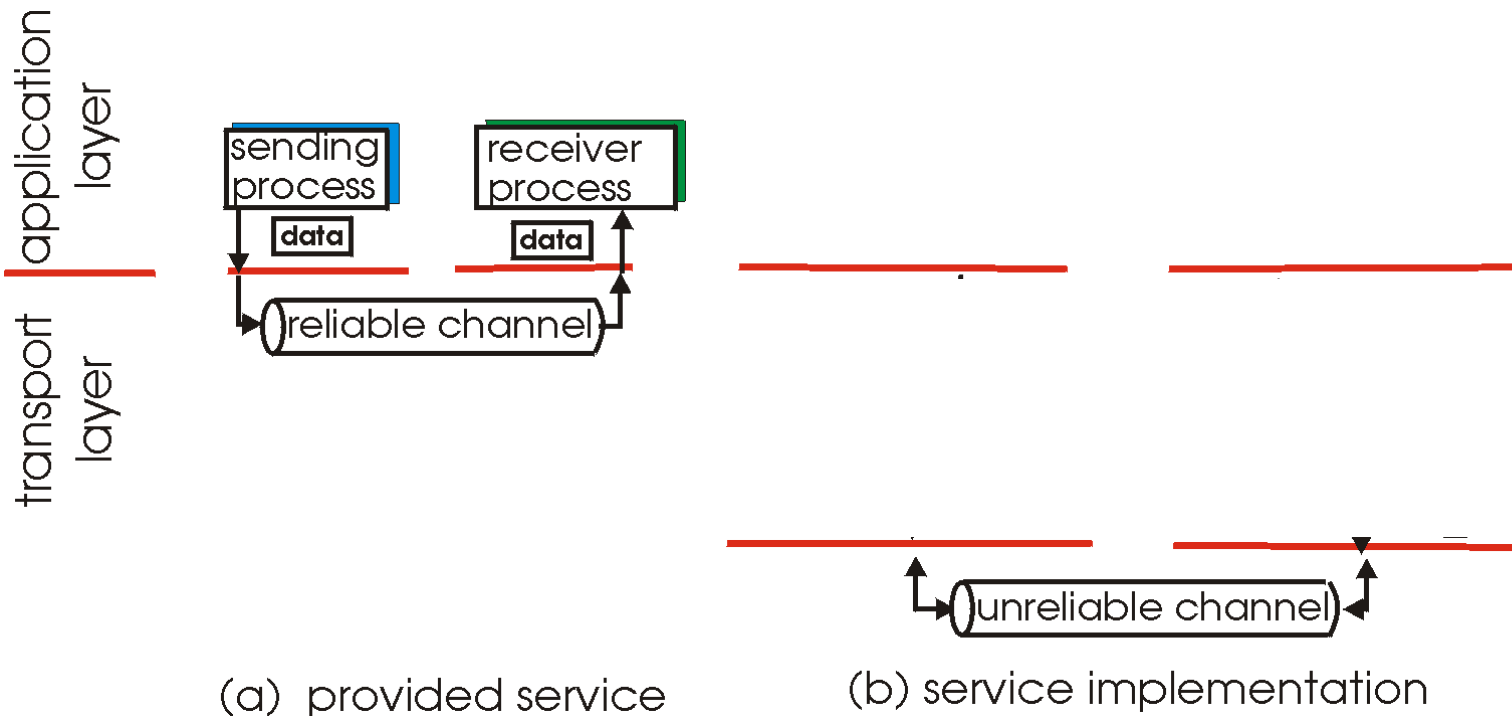 application
layer
transport
layer
sending
process
receiver
process
data
data
reliable channel
unreliable channel
(a) provided service
(b) service implementation